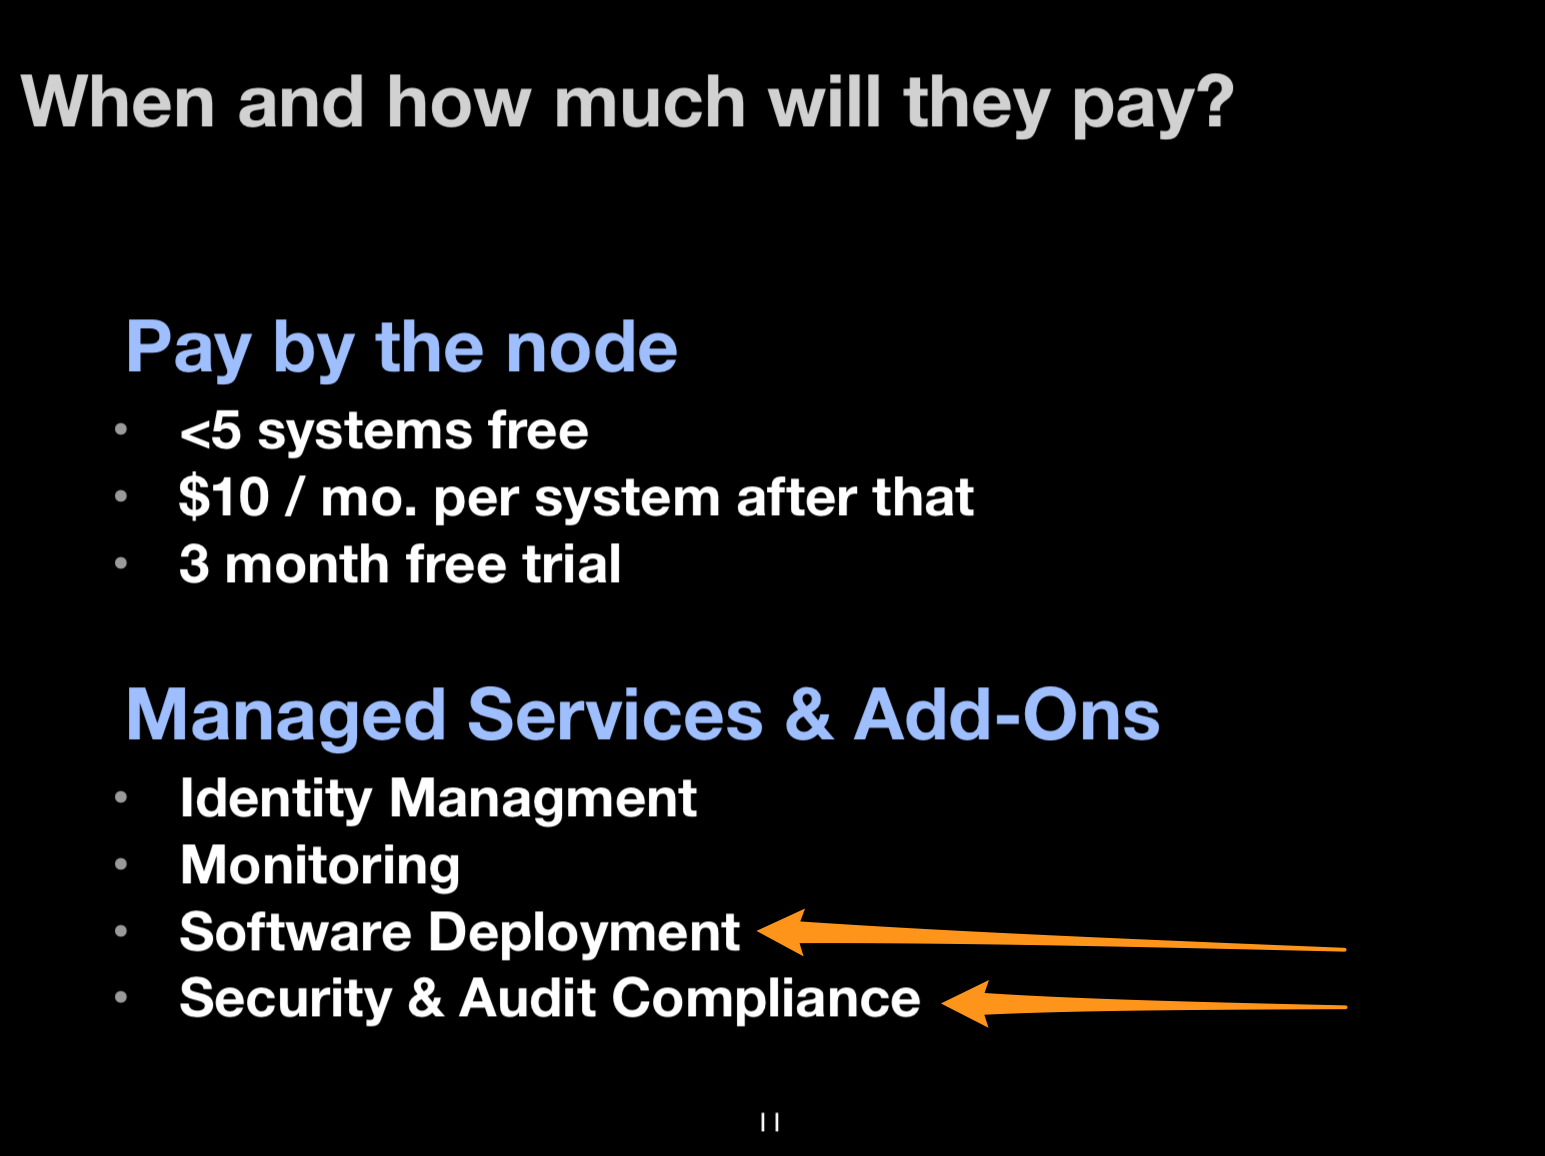 When and how much will they pay?
Pay by the node
• <5 systems free
• $10 / mo. per system after that
• 3 month free trial
Managed Services & Add-Ons
• Identity Managment
• Monitoring
• Software Deployment
• Security & Audit Compliance
11